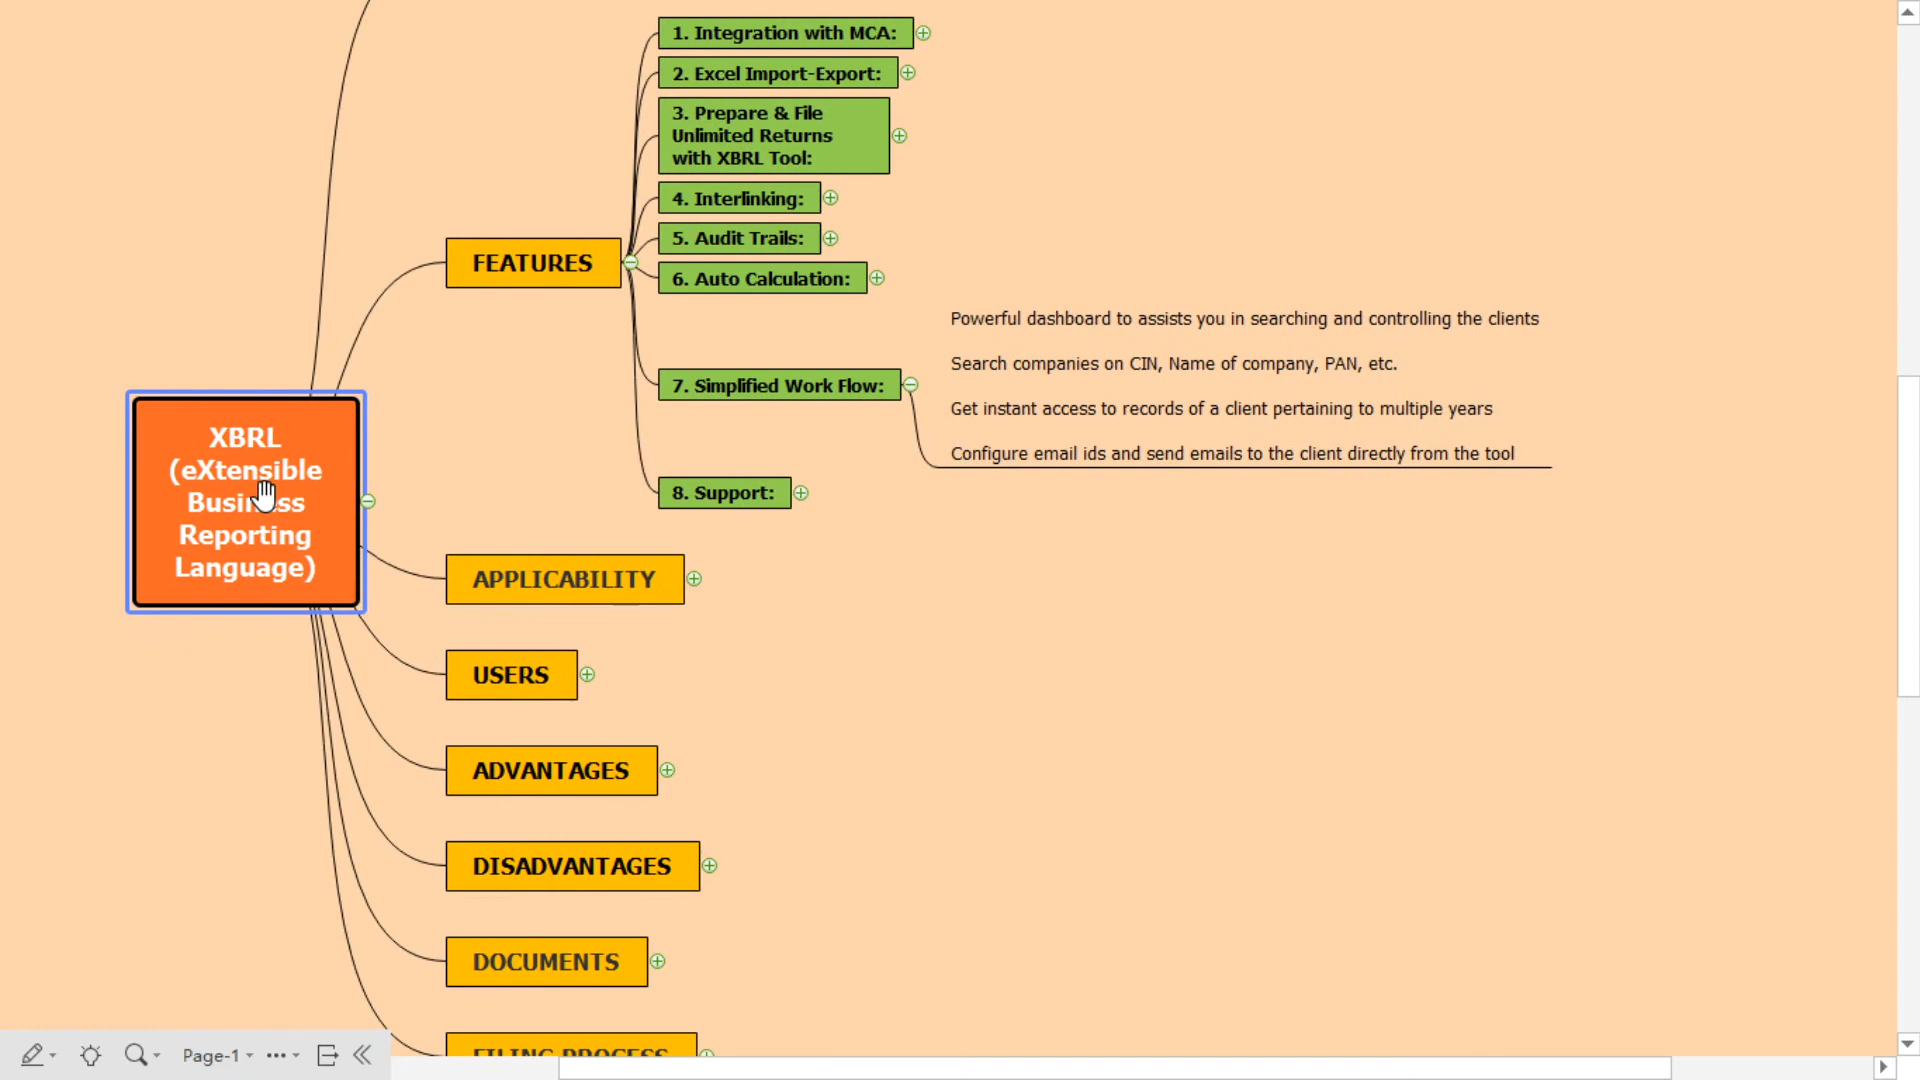 1. Integration with MCA:
2. Excel Import-Export:
3. Prepare & File
Unlimited Returns
with XBRL Tool:
4. Interlinking:
5. Audit Trails:
FEATURES
6. Auto Calculation:
Powerful dashboard to assists you in searching and controlling the clients
Search companies on CIN, Name of company, PAN, etc.
7. Simplified Work Flow:
Get instant access to records of a client pertaining to multiple years
Configure email ids and send emails to the client directly from the tool
8. Support:
XBRL
(eXtensible
Business
Reporting
Language)
APPLICABILITY
USERS
ADVANTAGES
DISADVANTAGES
DOCUMENTS
FILING PROCESS
Page-1